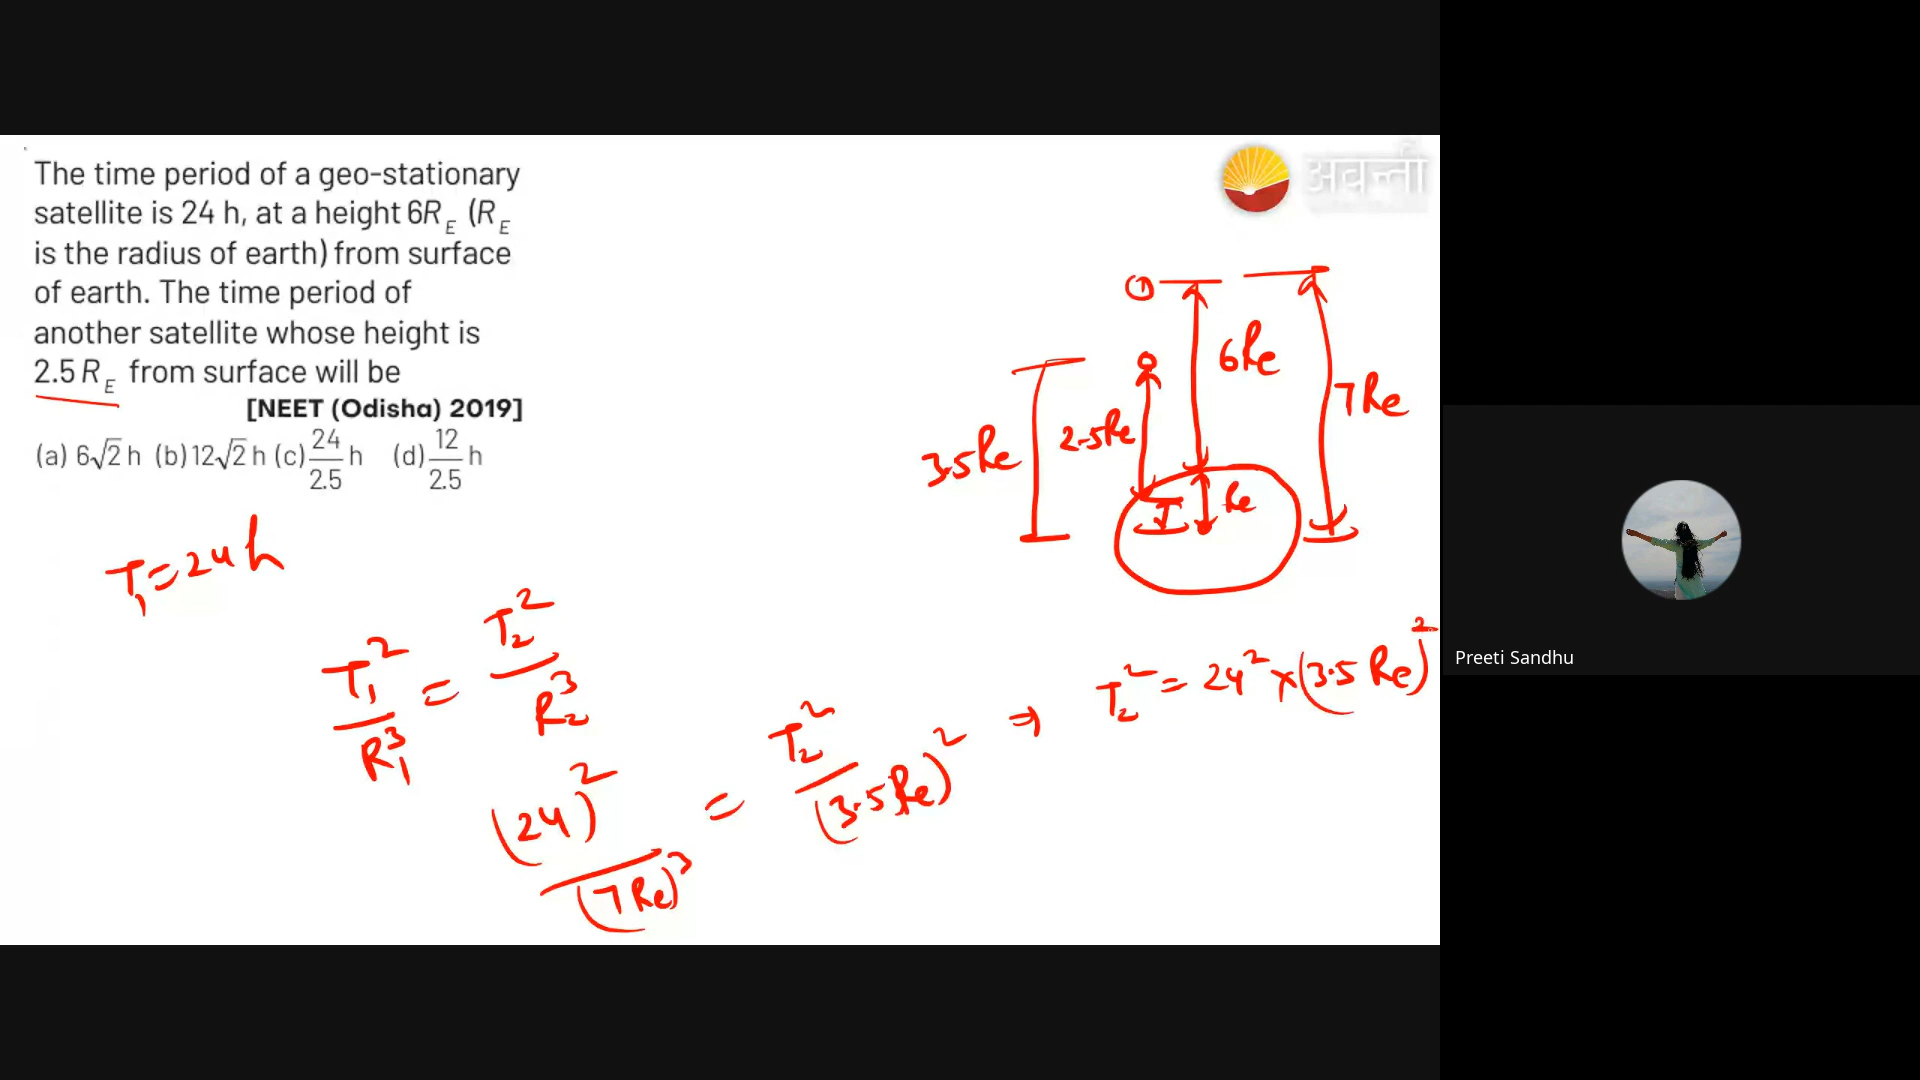 The time period of a geo-stationary
satellite is 24 h, at a height 6R_E (R_E
is the radius of earth) from surface
of earth. The time period of
another satellite whose height is
2.5 R_E from surface will be
[NEET (Odisha) 2019]
(a) 6√2 h (b) 12√2 h (c) 24/2.5 h (d) 12/2.5 h
अवन्ती
① 6Re 7Re
3.5Re 2.5Re Re
T₁ = 24h
T₁²/R₁³ = T₂²/R₂³
(24)²/(7Re)³ = T₂²/(3.5Re)² ⇒ T₂² = 24² × (3.5 Re)²
Preeti Sandhu